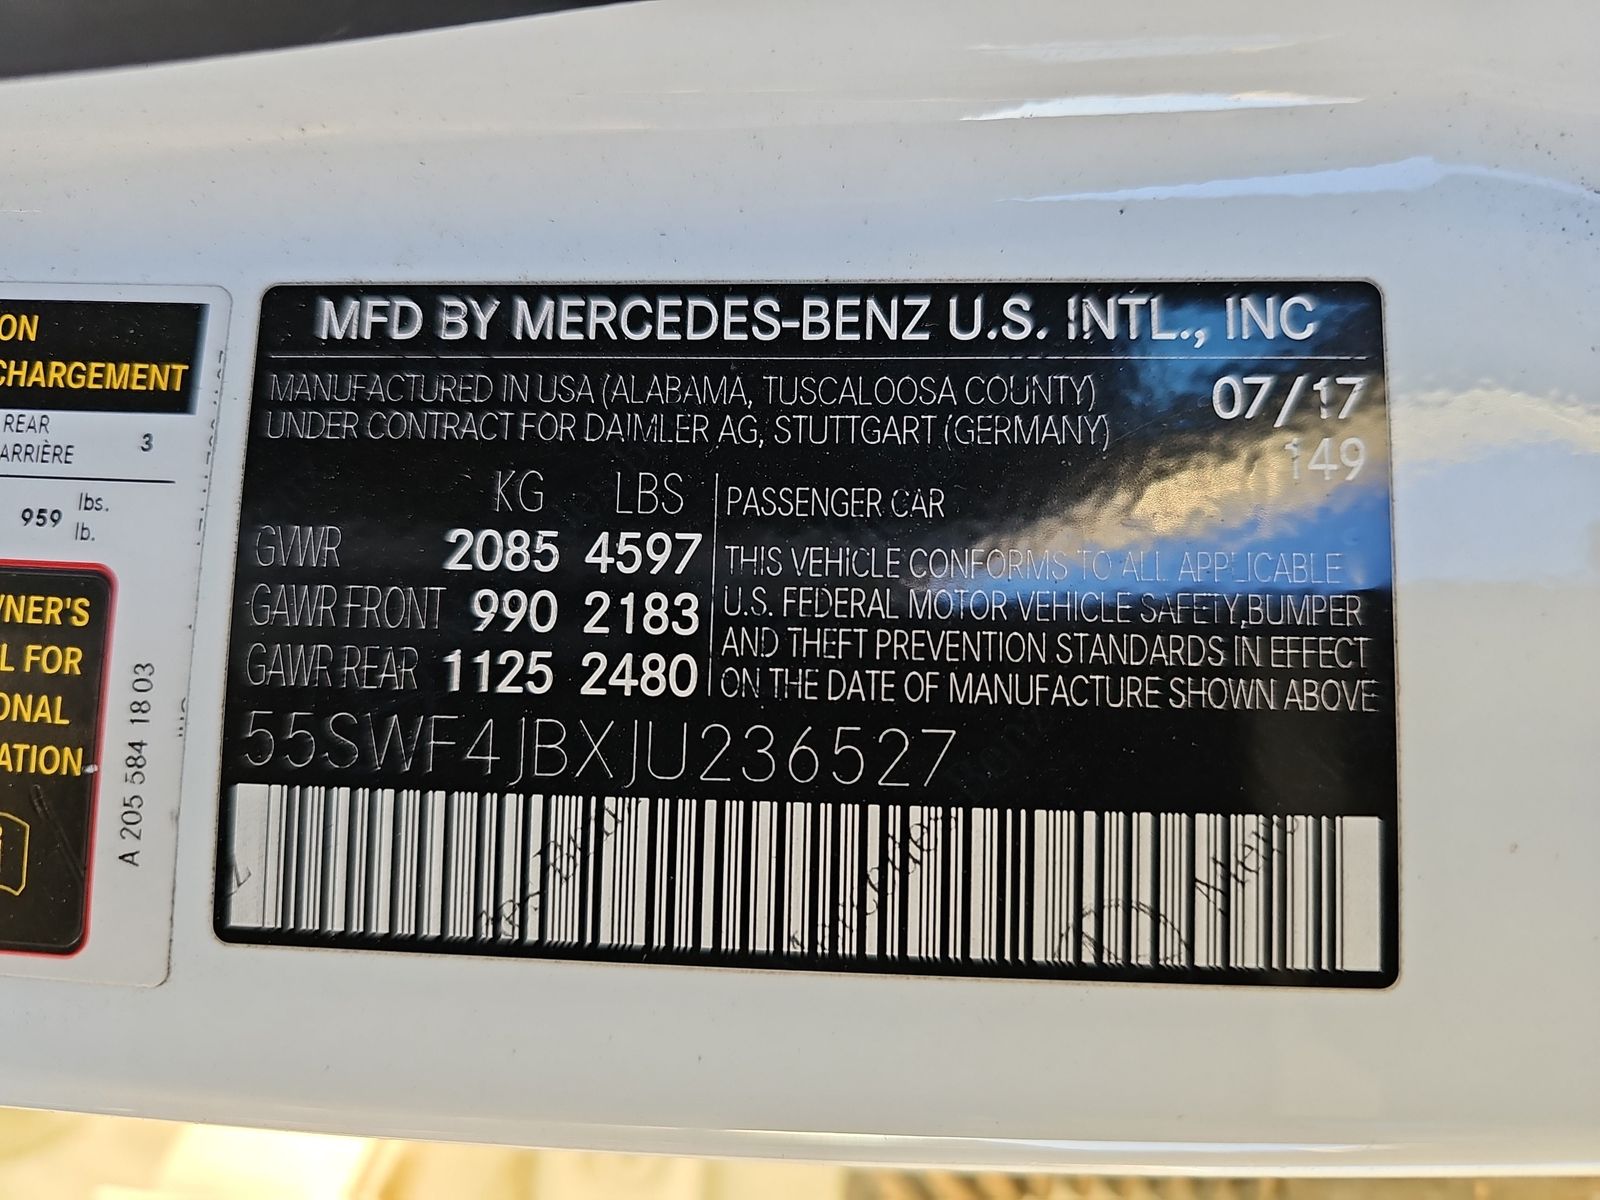 ON
CHARGEMENT
REAR
ARRIÈRE 3
959 lbs.
lb.
NER'S
L FOR
ONAL
ATION
A 205 584 18 03
MFD BY MERCEDES-BENZ U.S. INTL., INC
MANUFACTURED IN USA (ALABAMA, TUSCALOOSA COUNTY) 07/17
UNDER CONTRACT FOR DAIMLER AG, STUTTGART (GERMANY)
149
KG LBS
GVWR 2085 4597
GAWR FRONT 990 2183
GAWR REAR 1125 2480
PASSENGER CAR
THIS VEHICLE CONFORMS TO ALL APPLICABLE
U.S. FEDERAL MOTOR VEHICLE SAFETY,BUMPER
AND THEFT PREVENTION STANDARDS IN EFFECT
ON THE DATE OF MANUFACTURE SHOWN ABOVE
55SWF4JBXJU236527